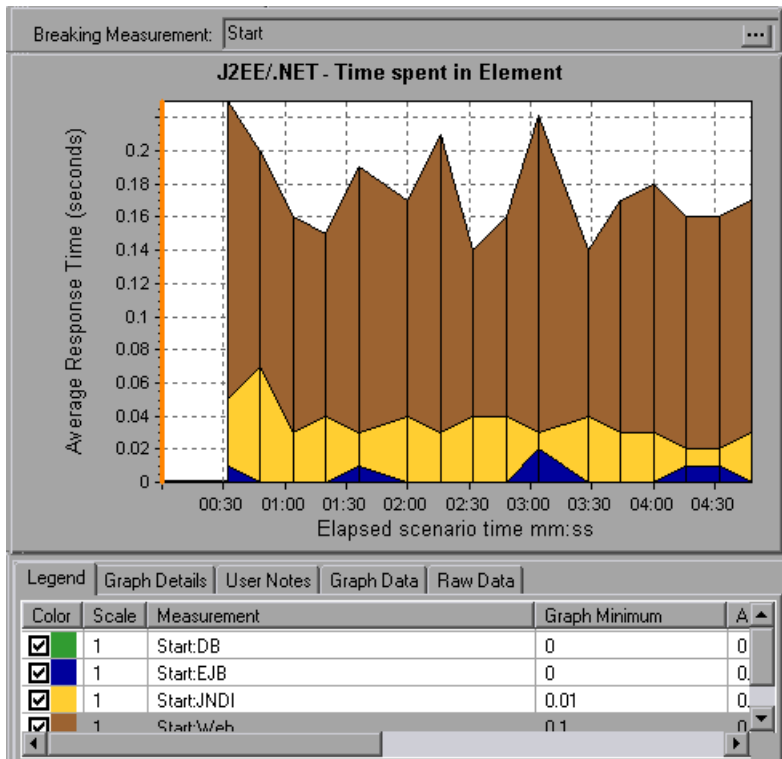 Breaking Measurement: Start ...
J2EE/.NET - Time spent in Element
Average Response Time (seconds)
0.2
0.18
0.16
0.14
0.12
0.1
0.08
0.06
0.04
0.02
0
00:30 01:00 01:30 02:00 02:30 03:00 03:30 04:00 04:30
Elapsed scenario time mm:ss
Legend Graph Details User Notes Graph Data Raw Data
Color Scale Measurement Graph Minimum A
1 Start:DB 0 0
1 Start:EJB 0 0.
1 Start:JNDI 0.01 0.
1 Start:Web 0.1 0